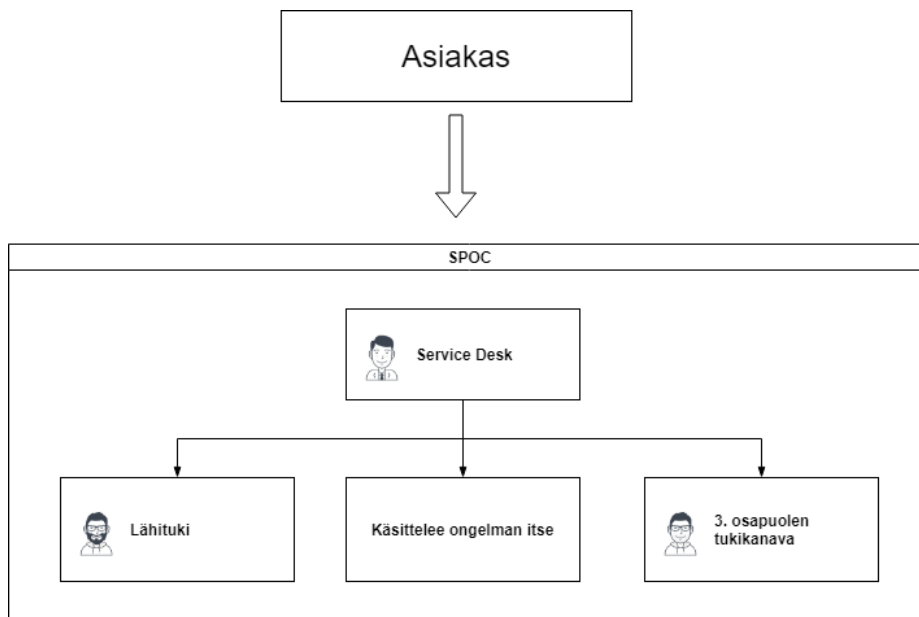 Asiakas
SPOC
Service Desk
Lähituki
Käsittelee ongelman itse
3. osapuolen
tukikanava